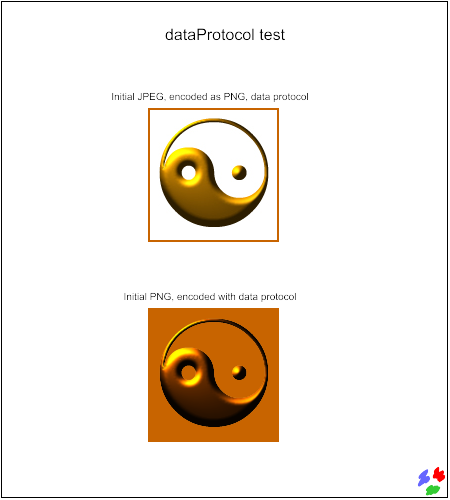 dataProtocol test
Initial JPEG, encoded as PNG, data protocol
Initial PNG, encoded with data protocol